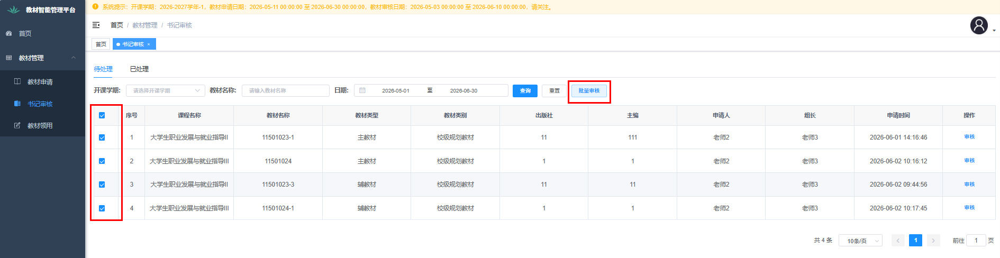 教材智能管理平台
系统提示：开课学期：2026-2027学年-1，教材申请日期：2026-05-11 00:00:00 至 2026-06-30 00:00:00，教材审核日期：2026-05-03 00:00:00 至 2026-06-10 00:00:00，请关注。
首页 / 教材管理 / 书记审核
首页
教材管理
教材申请
书记审核
教材领用
首页 书记审核 ×
待处理 已处理
开课学期: 请选择开课学期 教材名称: 请输入教材名称 日期: 2026-05-01 至 2026-06-30 查询 重置 批量审核
序号 课程名称 教材名称 教材类型 教材类别 出版社 主编 申请人 组长 申请时间 操作
1 大学生职业发展与就业指导II 11501023-1 主教材 校级规划教材 11 111 老师2 老师3 2026-06-01 14:16:46 审核
2 大学生职业发展与就业指导III 11501024 主教材 校级规划教材 1 1 老师2 老师3 2026-06-02 10:16:12 审核
3 大学生职业发展与就业指导II 11501023-3 辅教材 校级规划教材 11 11 老师2 老师3 2026-06-02 09:44:56 审核
4 大学生职业发展与就业指导III 11501024-1 辅教材 校级规划教材 1 1 老师2 老师3 2026-06-02 10:17:45 审核
共 4 条 10条/页 1 前往 1 页